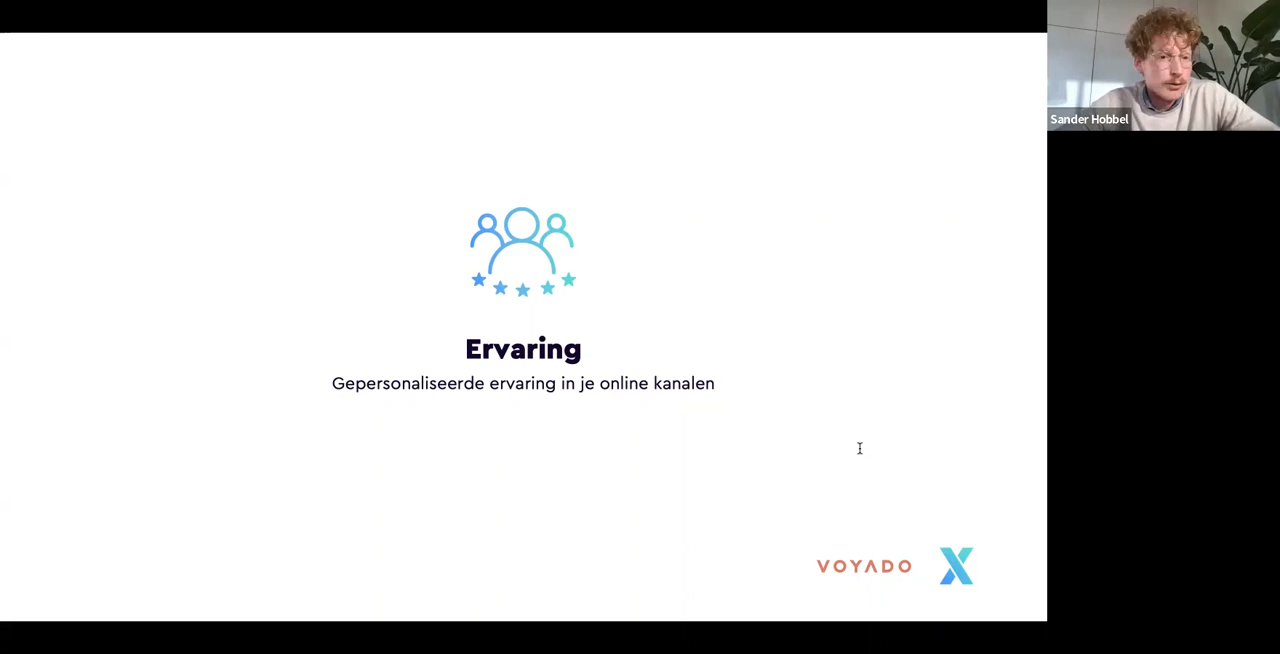 Sander Hobbel
Ervaring
Gepersonaliseerde ervaring in je online kanalen
VOYADO
X